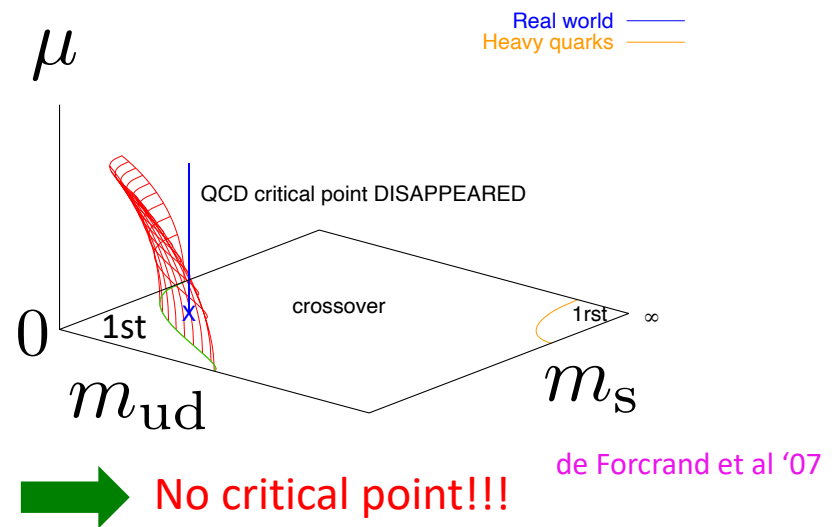 Real world
Heavy quarks
μ
QCD critical point DISAPPEARED
X
crossover
1rst
∞
0
1st
m_ud
m_s
de Forcrand et al ‘07
No critical point!!!